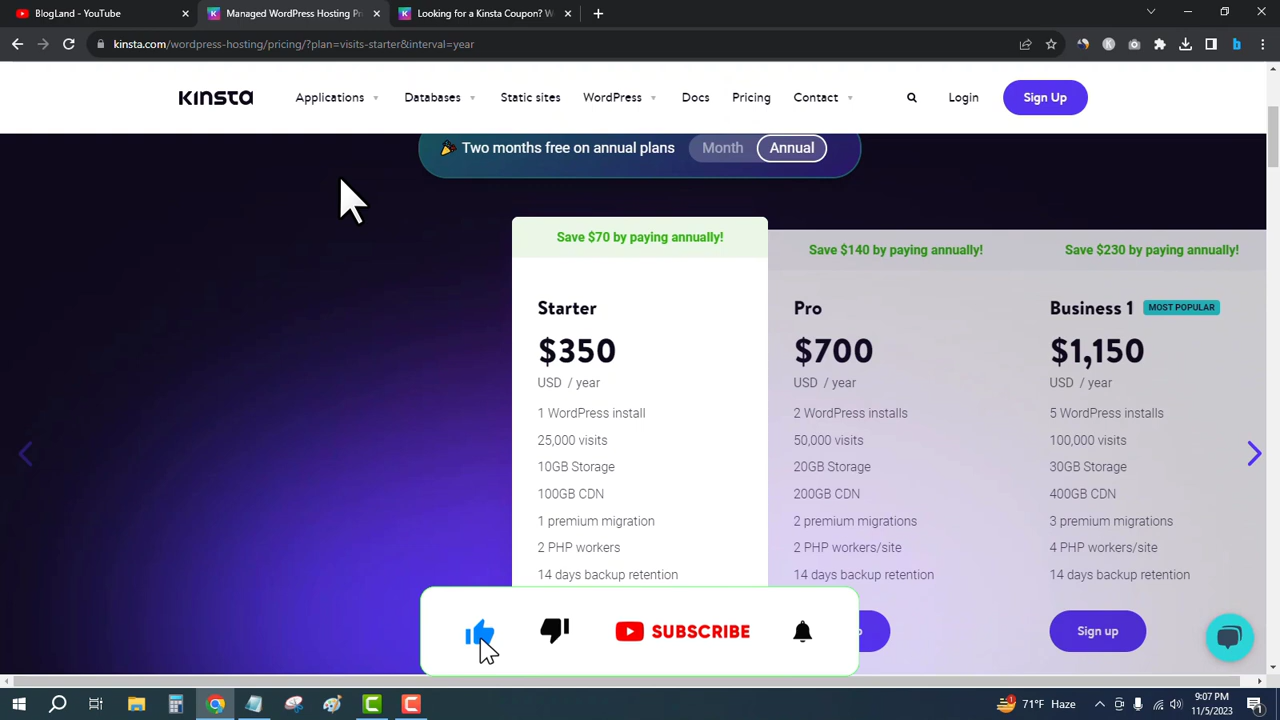 BlogLand - YouTube
Managed WordPress Hosting Pr
Looking for a Kinsta Coupon? W
kinsta.com/wordpress-hosting/pricing/?plan=visits-starter&interval=year
KINSTA
Applications
Databases
Static sites
WordPress
Docs
Pricing
Contact
Login
Sign Up
Two months free on annual plans
Month
Annual
Save $70 by paying annually!
Starter
$350
USD / year
1 WordPress install
25,000 visits
10GB Storage
100GB CDN
1 premium migration
2 PHP workers
14 days backup retention
Save $140 by paying annually!
Pro
$700
USD / year
2 WordPress installs
50,000 visits
20GB Storage
200GB CDN
2 premium migrations
2 PHP workers/site
14 days backup retention
Save $230 by paying annually!
Business 1
MOST POPULAR
$1,150
USD / year
5 WordPress installs
100,000 visits
30GB Storage
400GB CDN
3 premium migrations
4 PHP workers/site
14 days backup retention
Sign up
SUBSCRIBE
71°F Haze
9:07 PM
11/5/2023